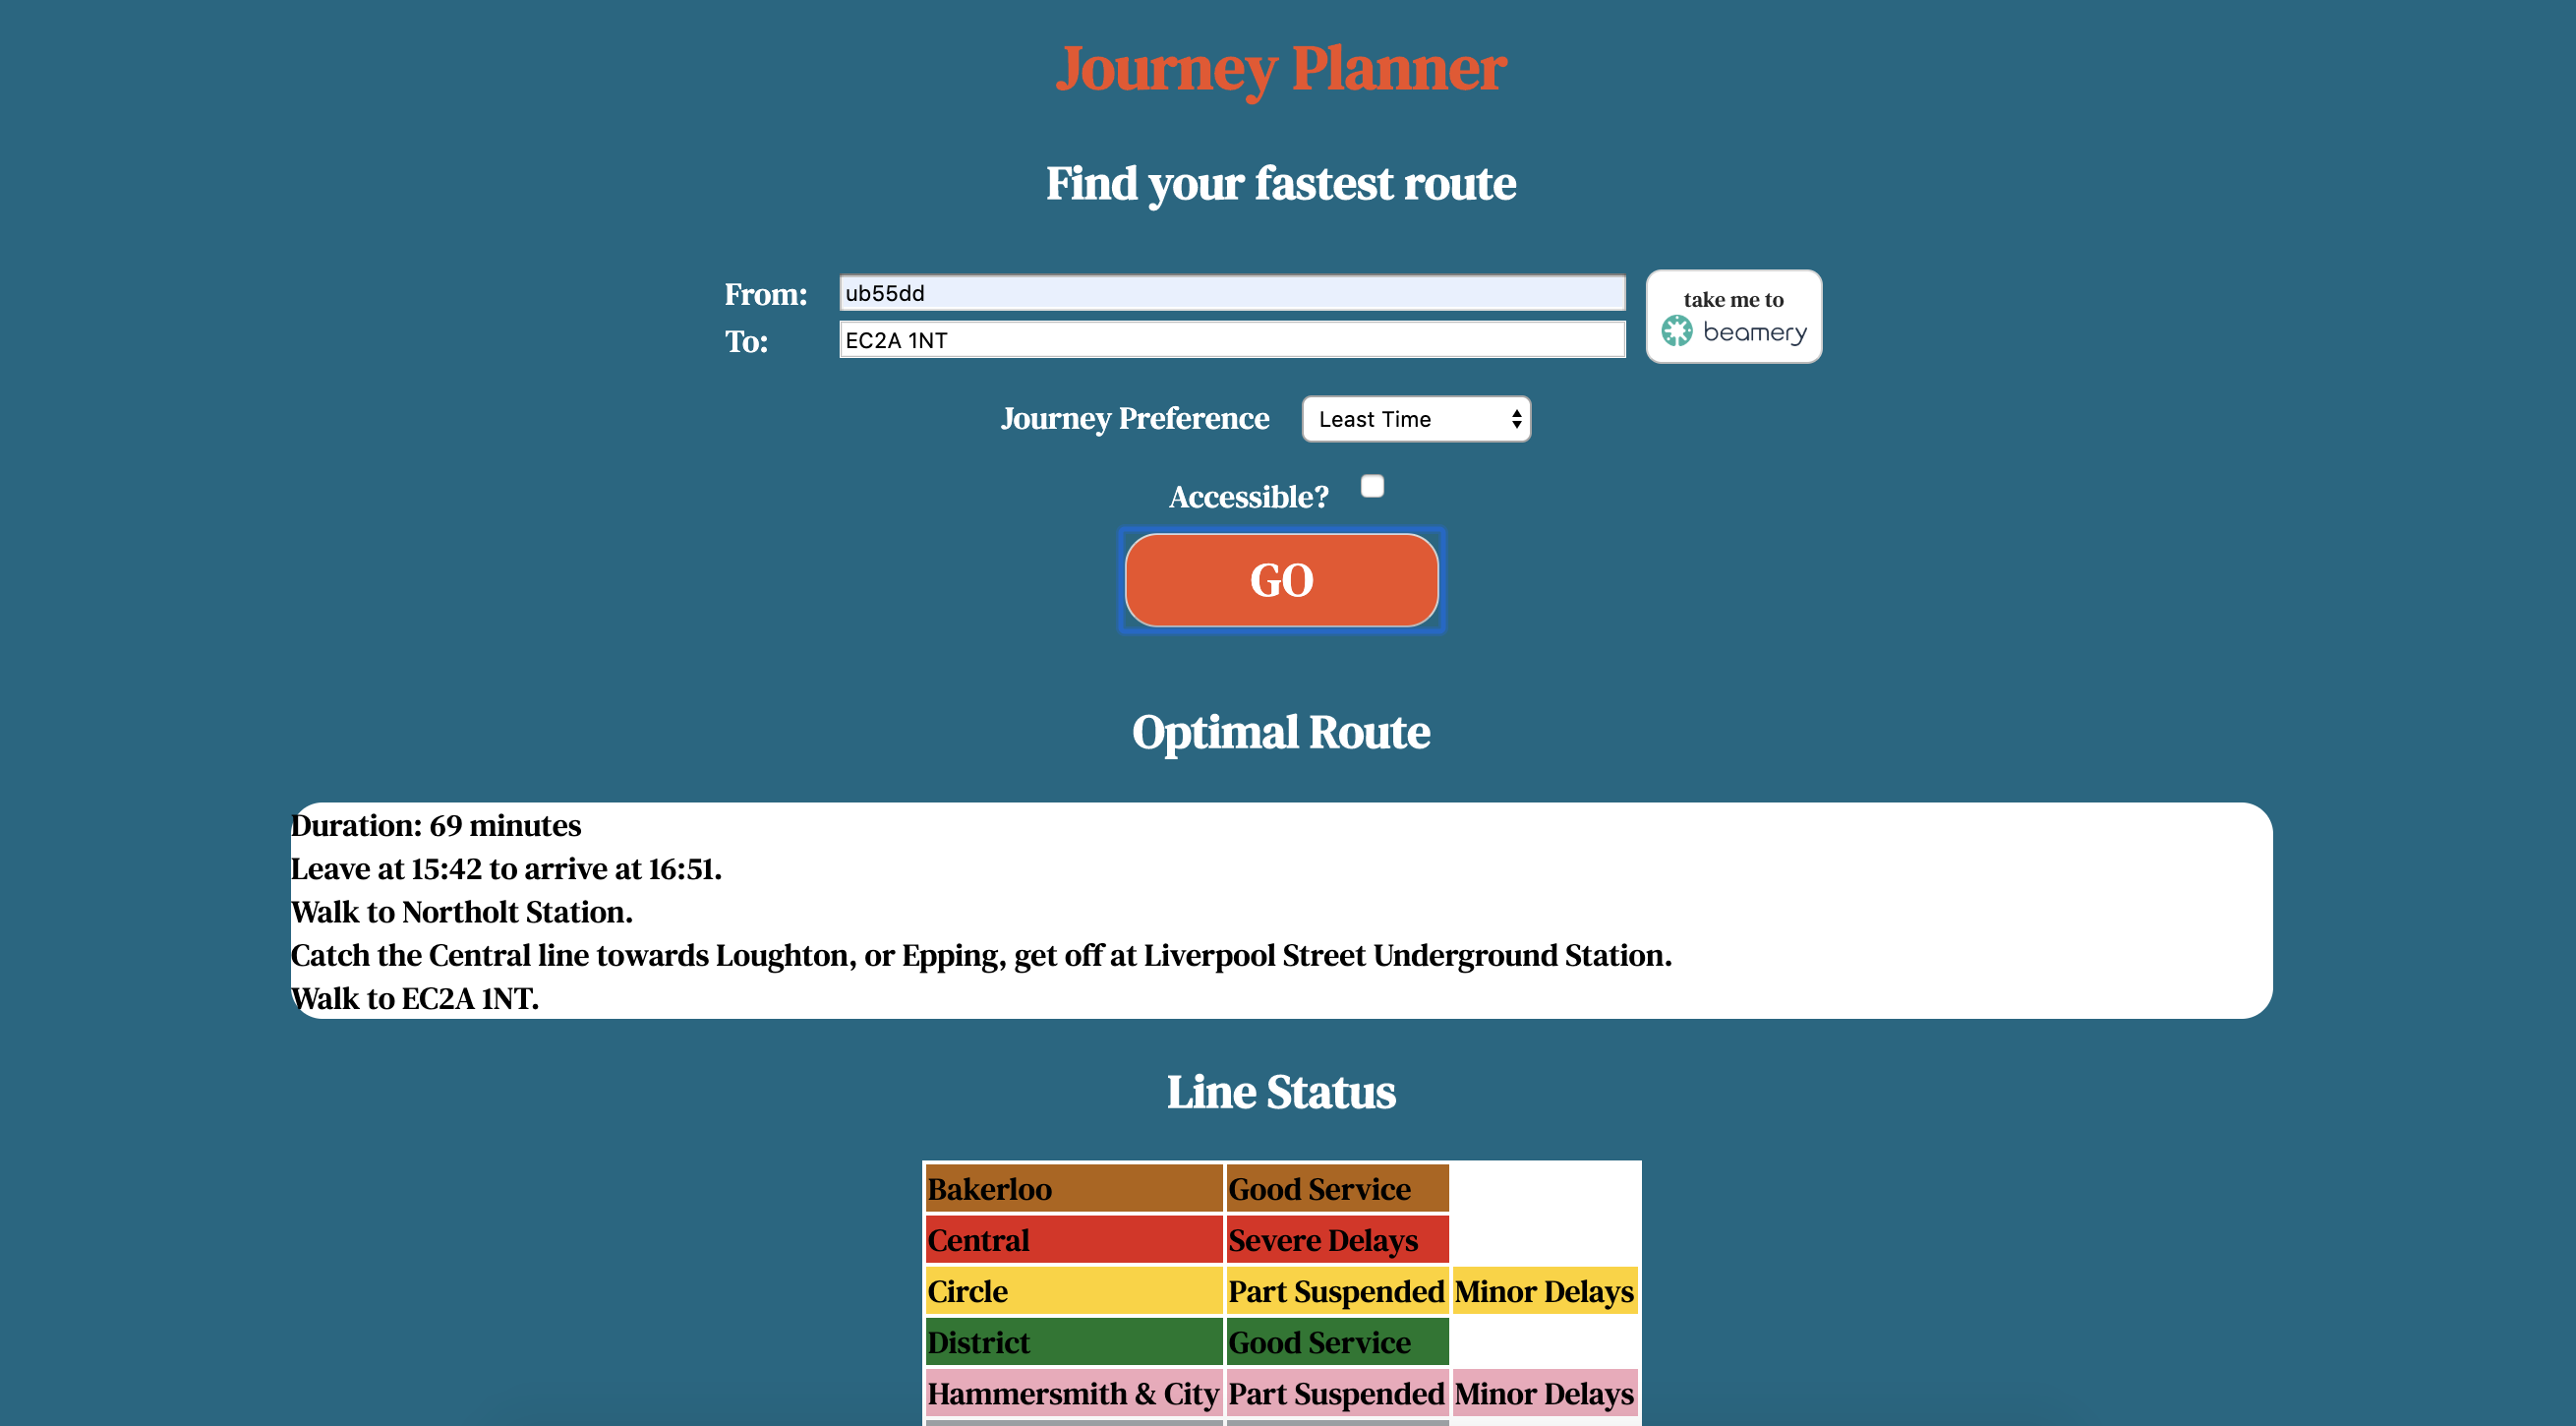 Journey Planner
Find your fastest route
From: ub55dd
take me to
beamery
To: EC2A 1NT
Journey Preference Least Time
Accessible?
GO
Optimal Route
Duration: 69 minutes
Leave at 15:42 to arrive at 16:51.
Walk to Northolt Station.
Catch the Central line towards Loughton, or Epping, get off at Liverpool Street Underground Station.
Walk to EC2A 1NT.
Line Status
Bakerloo Good Service
Central Severe Delays
Circle Part Suspended Minor Delays
District Good Service
Hammersmith & City Part Suspended Minor Delays